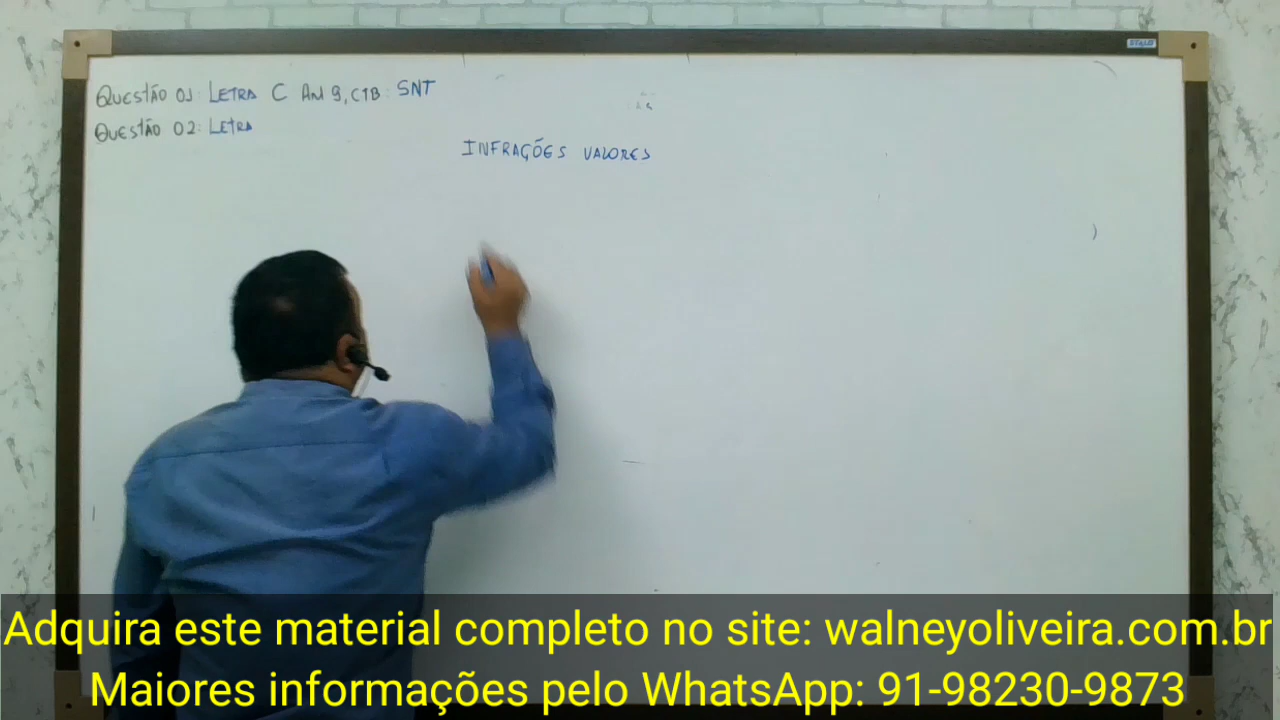 QUESTÃO 01: LETRA C Art 9, CTB: SNT
QUESTÃO 02: LETRA
INFRAÇÕES VALORES
Adquira este material completo no site: walneyoliveira.com.br
Maiores informações pelo WhatsApp: 91-98230-9873